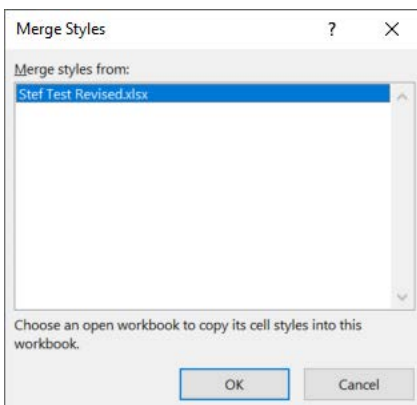 Merge Styles ? ×
Merge styles from:
Stef Test Revised.xlsx
Choose an open workbook to copy its cell styles into this
workbook.
OK Cancel